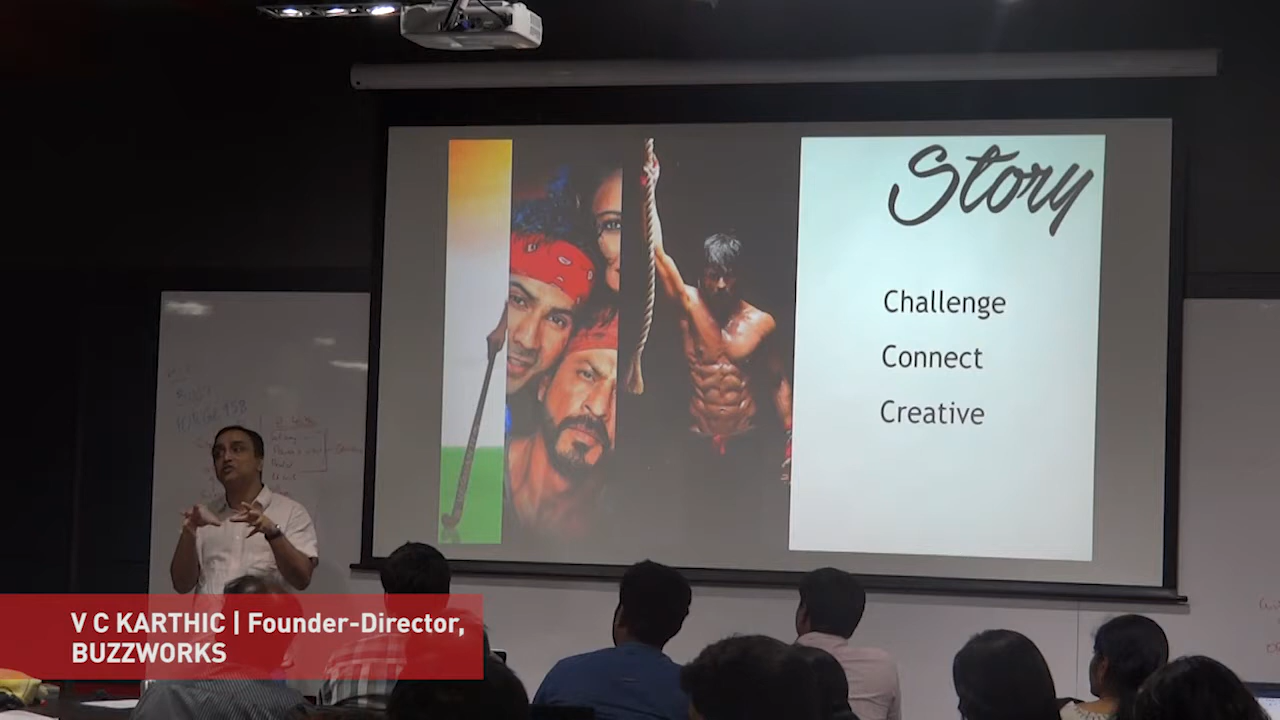 Story
Challenge
Connect
Creative
V C KARTHIC | Founder-Director,
BUZZWORKS